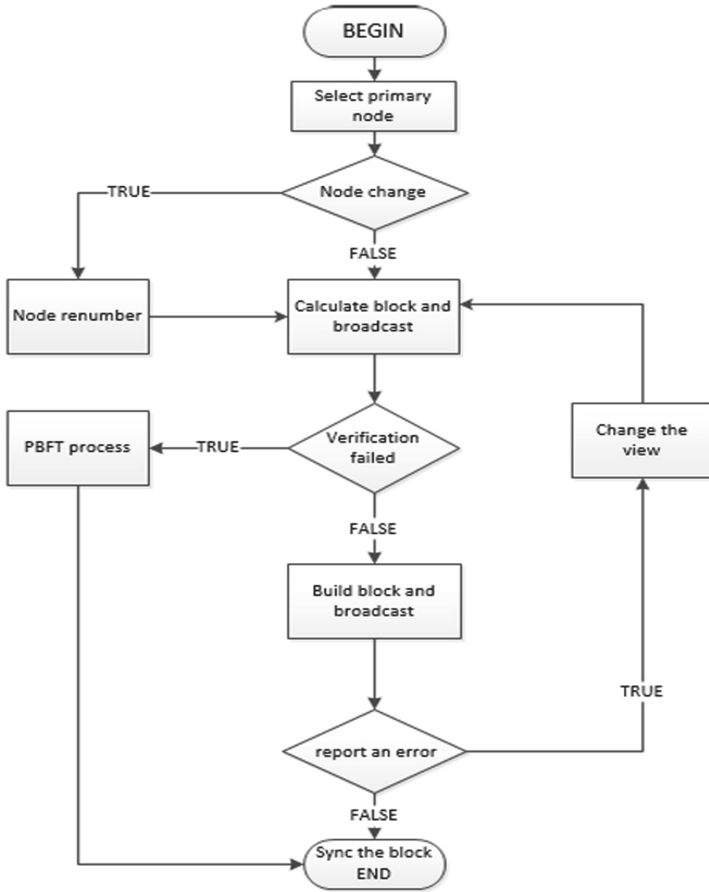 BEGIN
Select primary
node
Node change
TRUE
FALSE
Node renumber
Calculate block and
broadcast
PBFT process
TRUE
Verification
failed
Change the
view
FALSE
Build block and
broadcast
TRUE
report an error
FALSE
Sync the block
END